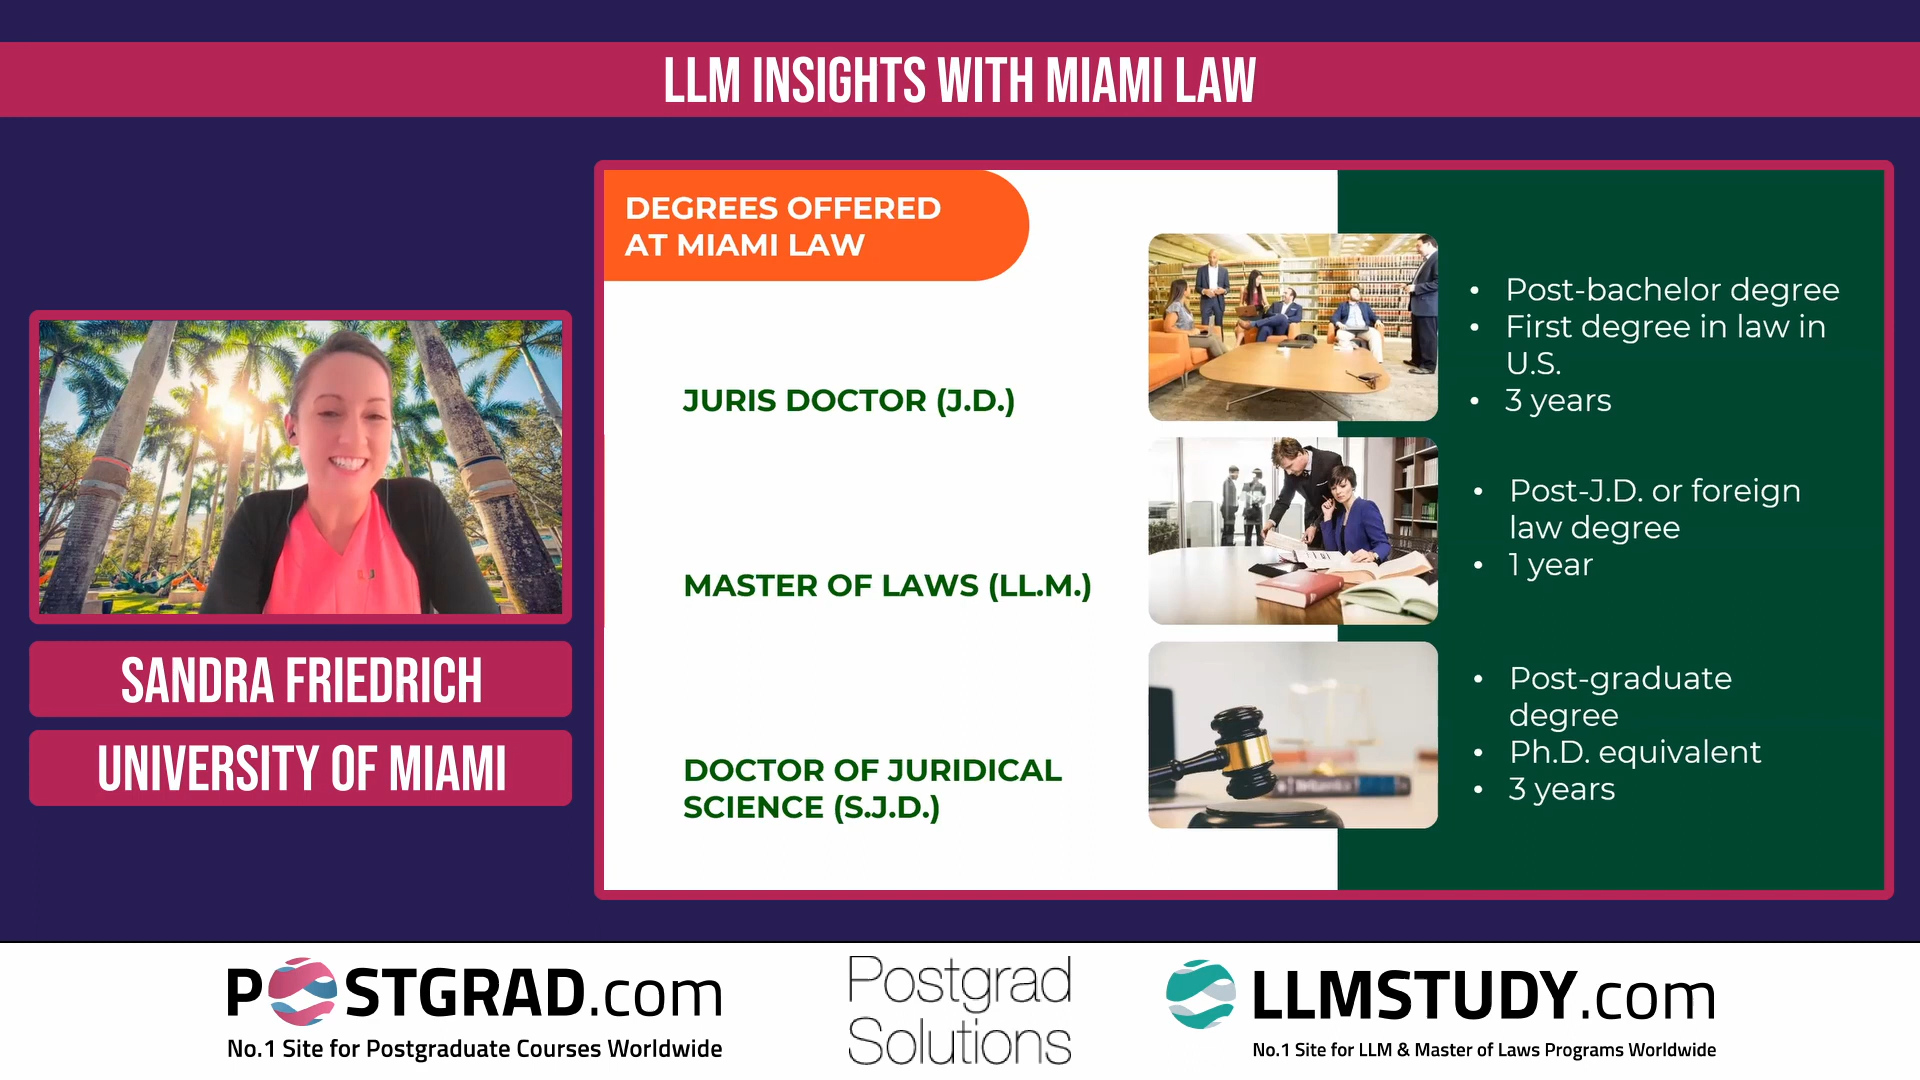 LLM INSIGHTS WITH MIAMI LAW
DEGREES OFFERED
AT MIAMI LAW
JURIS DOCTOR (J.D.)
• Post-bachelor degree
• First degree in law in
U.S.
• 3 years
MASTER OF LAWS (LL.M.)
• Post-J.D. or foreign
law degree
• 1 year
DOCTOR OF JURIDICAL
SCIENCE (S.J.D.)
• Post-graduate
degree
• Ph.D. equivalent
• 3 years
SANDRA FRIEDRICH
UNIVERSITY OF MIAMI
POSTGRAD.com
No.1 Site for Postgraduate Courses Worldwide
Postgrad
Solutions
LLMSTUDY.com
No.1 Site for LLM & Master of Laws Programs Worldwide